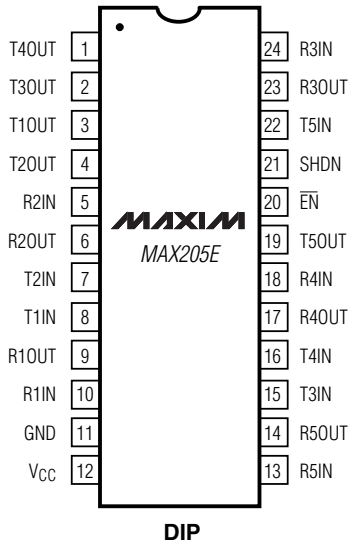 T4OUT 1 24 R3IN
T3OUT 2 23 R3OUT
T1OUT 3 22 T5IN
T2OUT 4 21 SHDN
R2IN 5 20 E̅N̅
R2OUT 6 MAXIM 19 T5OUT
T2IN 7 MAX205E 18 R4IN
T1IN 8 17 R4OUT
R1OUT 9 16 T4IN
R1IN 10 15 T3IN
GND 11 14 R5OUT
VCC 12 13 R5IN
DIP